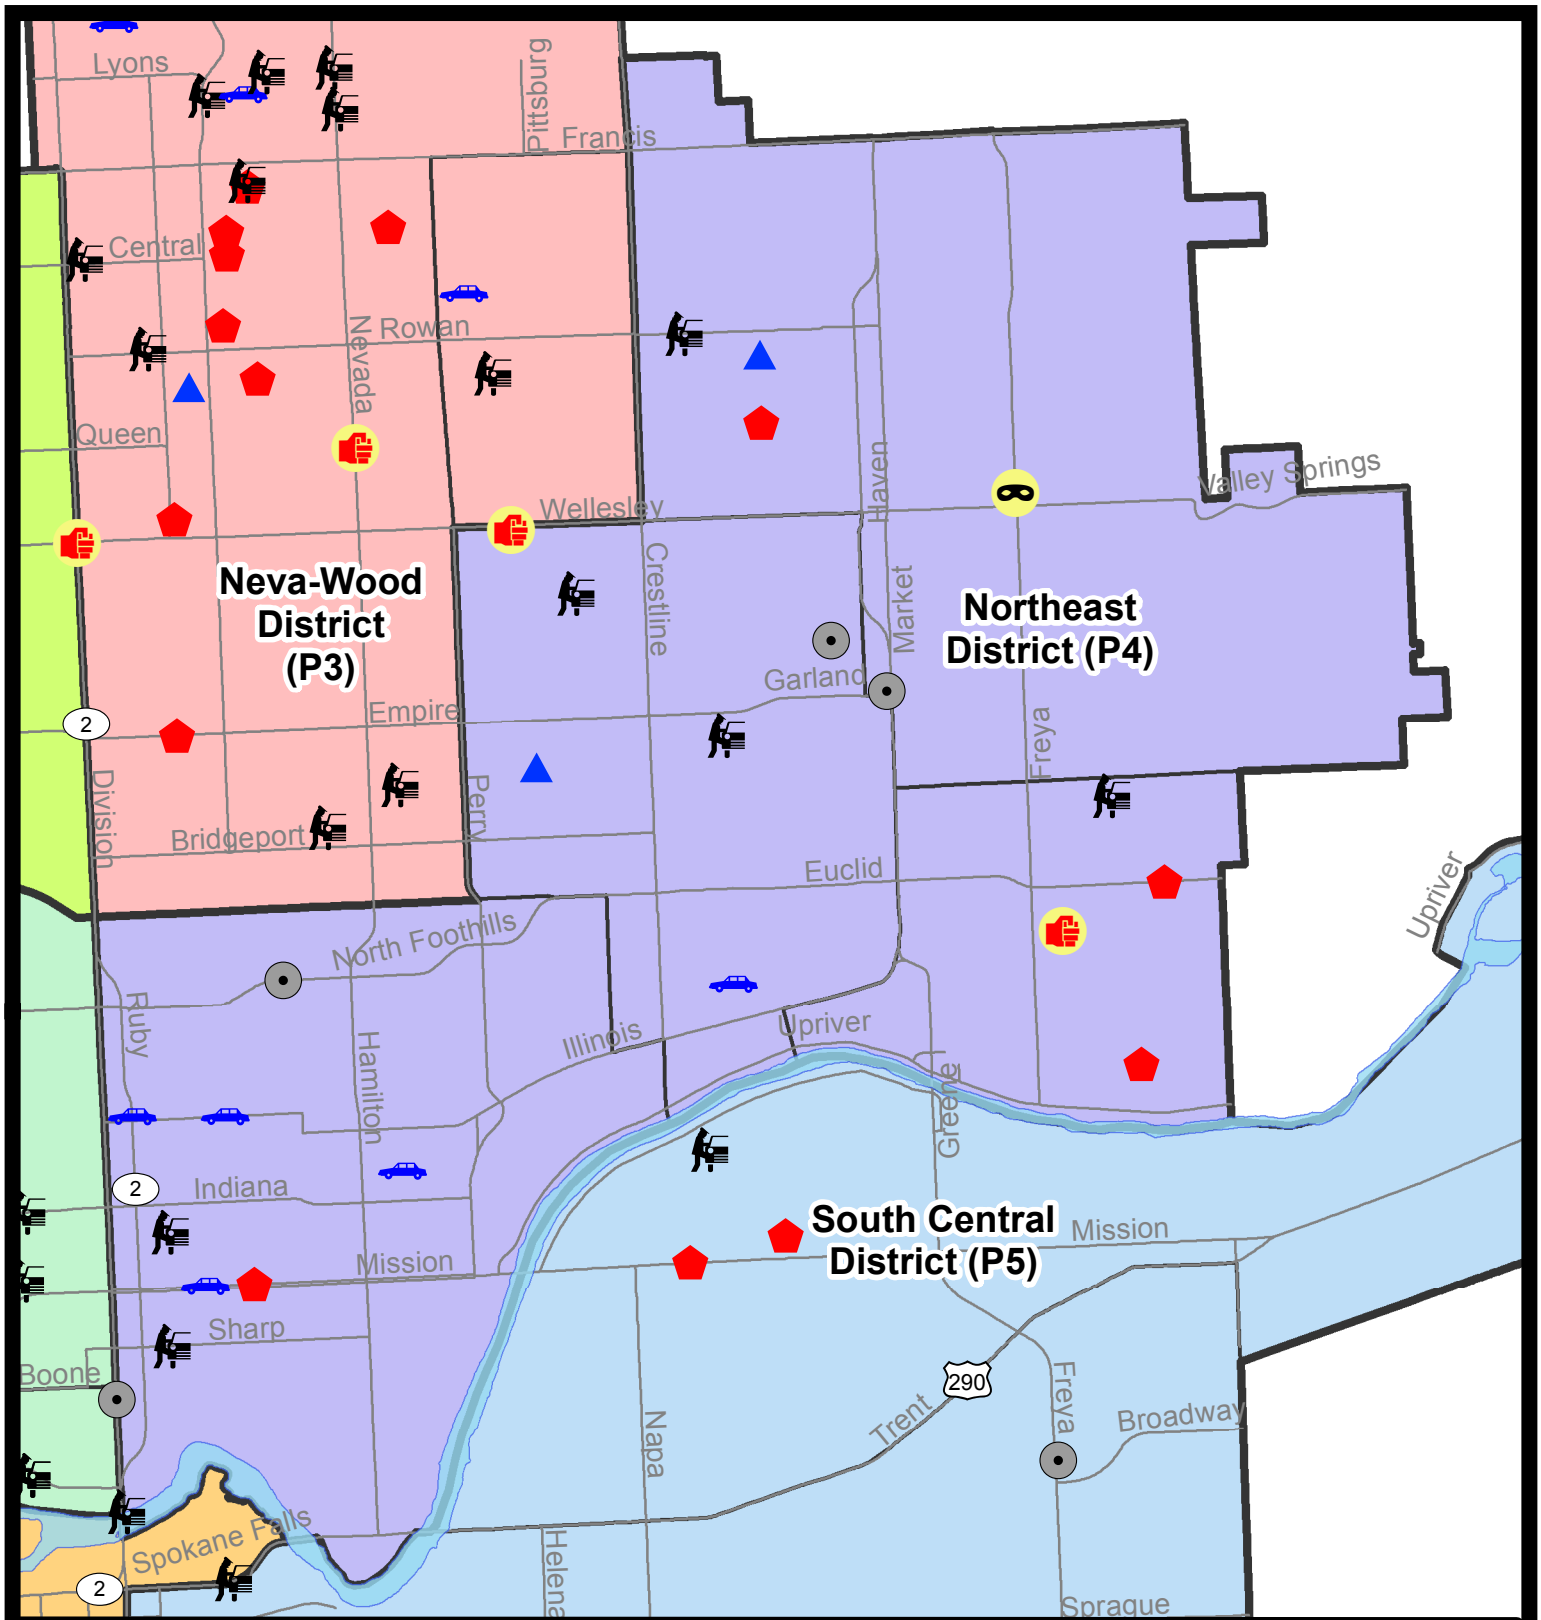 Lyons
Pittsburg
Francis
Central
Nevada
Rowan
Queen
Valley Springs
Haven
Wellesley
Crestline
Market
Neva-Wood
District
(P3)
Northeast
District (P4)
Garland
Empire
2
Freya
Division
Perry
Bridgeport
Euclid
Upriver
North Foothills
Ruby
Hamilton
Illinois
Upriver
Greene
2
Indiana
South Central
District (P5)
Mission
Mission
Sharp
Boone
290
Freya
Trent
Broadway
Napa
Spokane Falls
Helena
2
Sprague